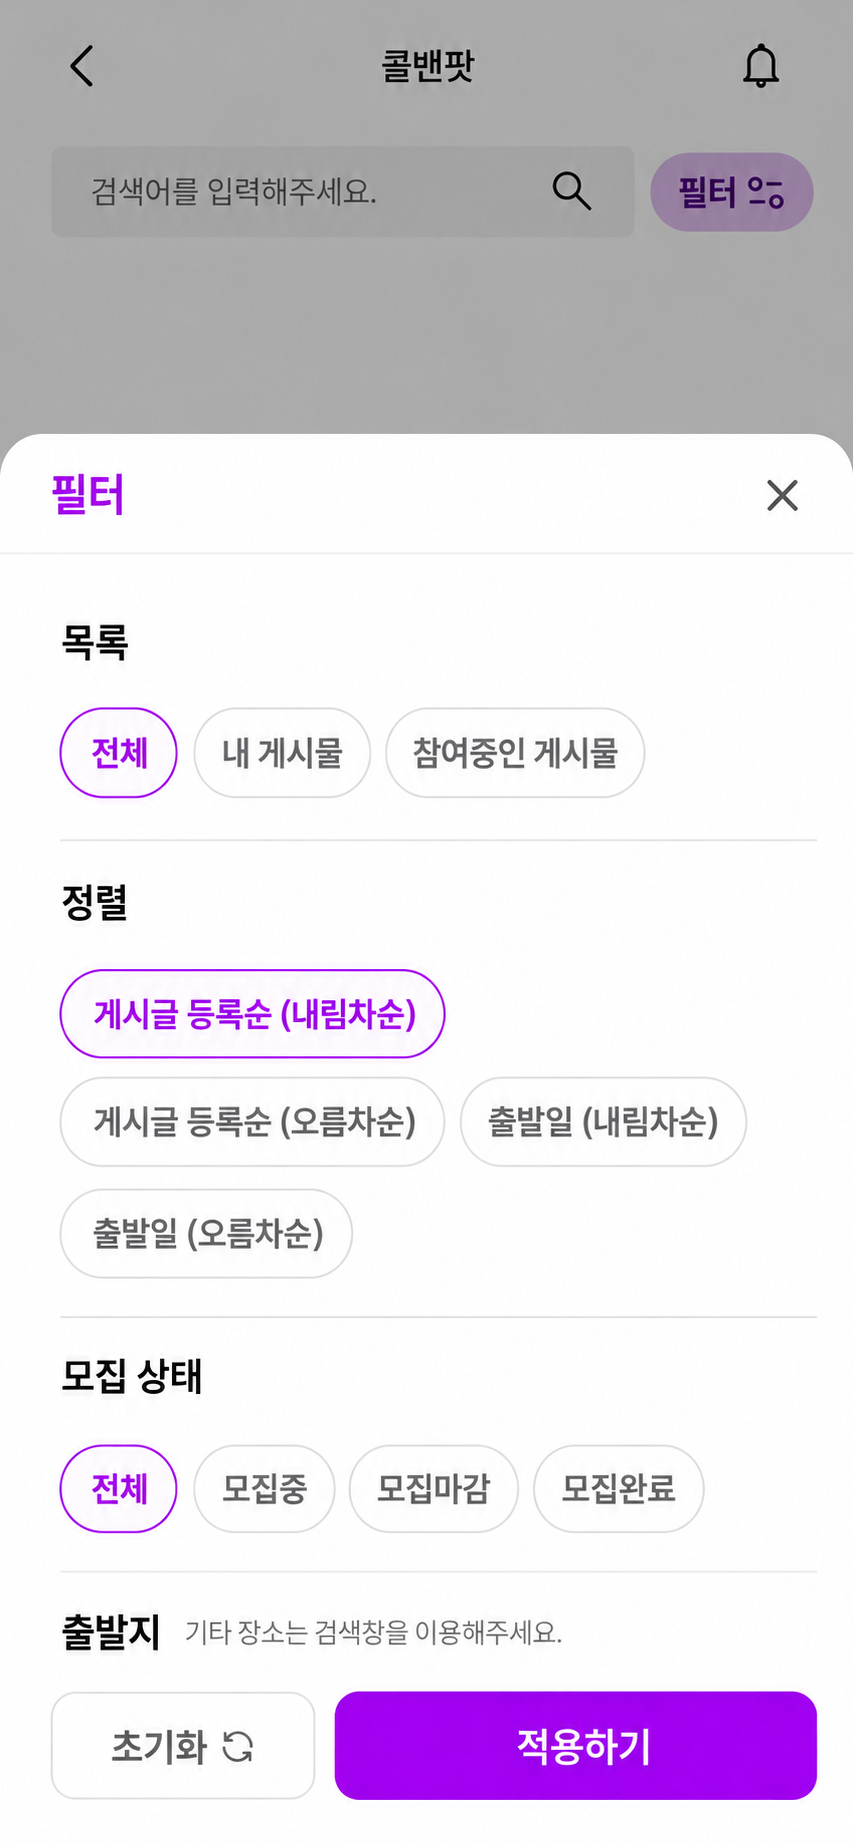 콜밴팟
검색어를 입력해주세요.
필터
필터
목록
전체
내 게시물
참여중인 게시물
정렬
게시글 등록순 (내림차순)
게시글 등록순 (오름차순)
출발일 (내림차순)
출발일 (오름차순)
모집 상태
전체
모집중
모집마감
모집완료
출발지 기타 장소는 검색창을 이용해주세요.
초기화
적용하기